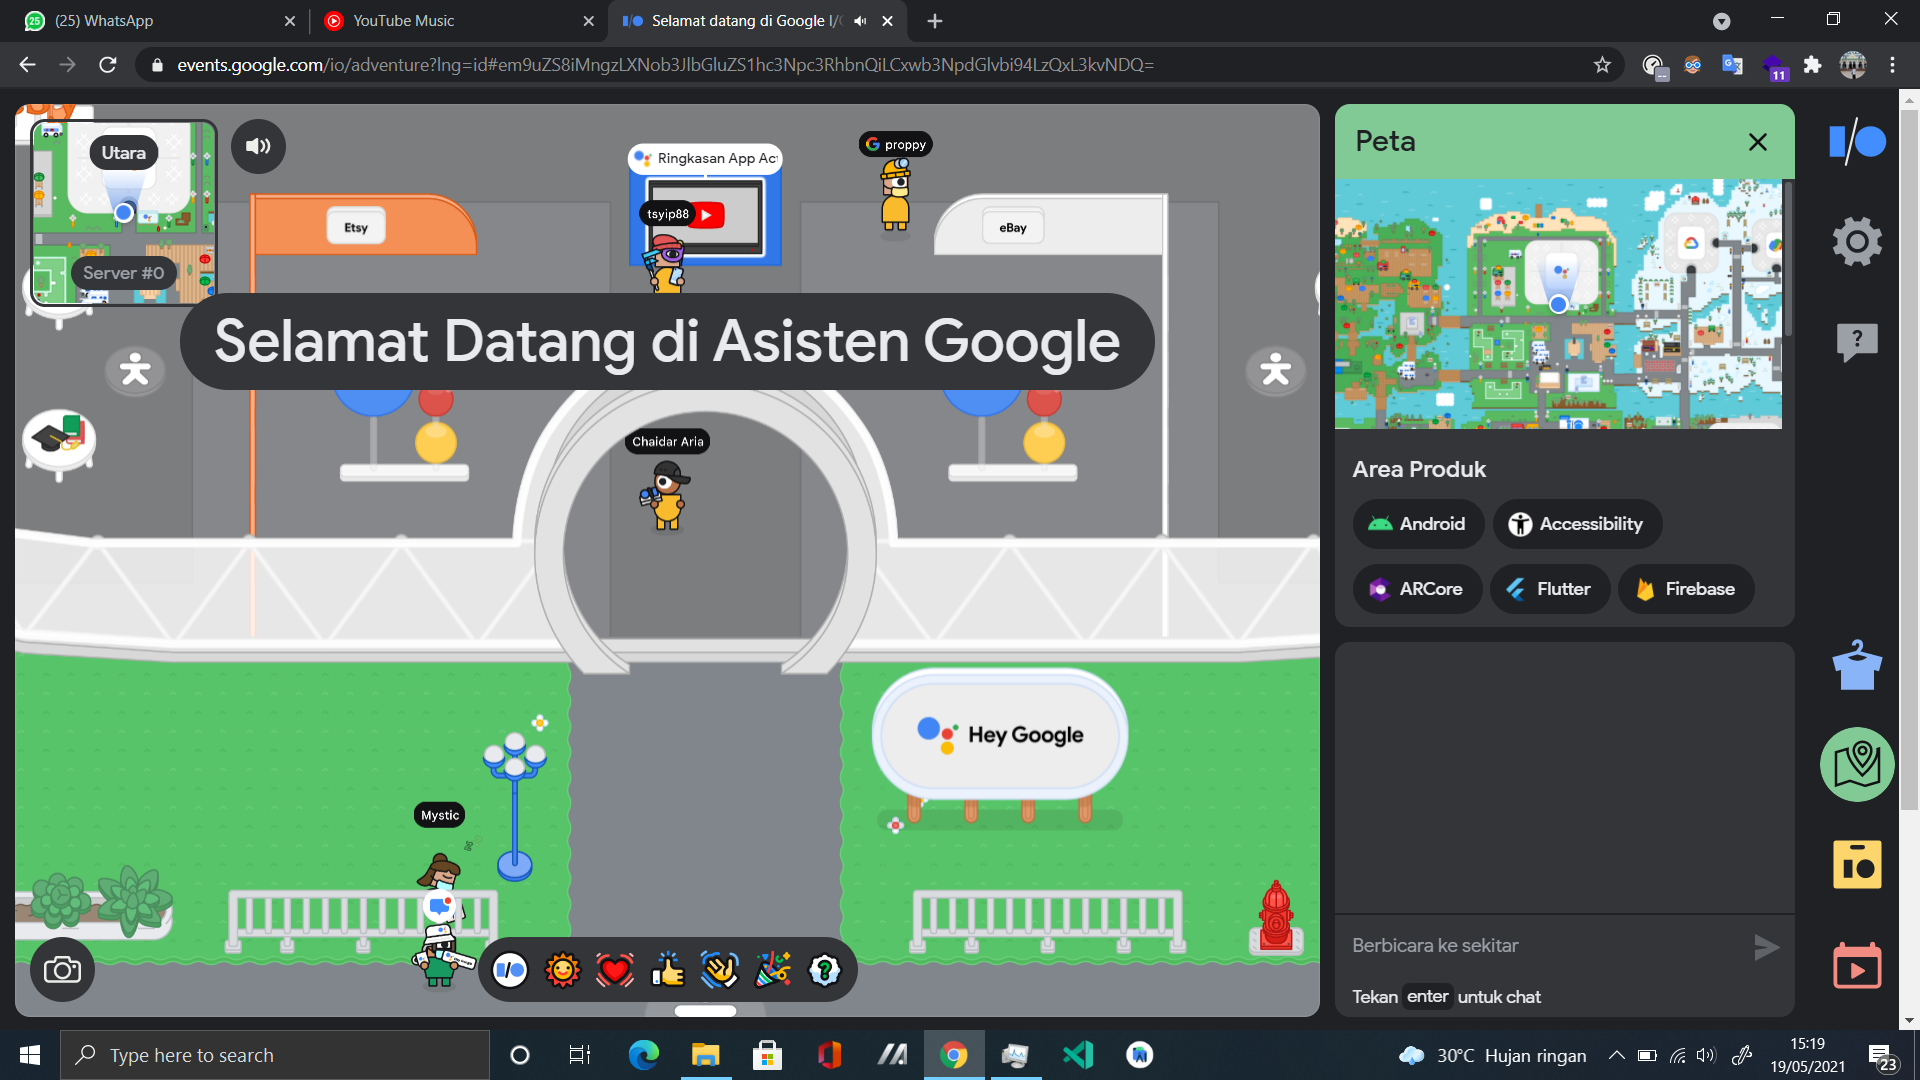 (25) WhatsApp
YouTube Music
Selamat datang di Google I/
events.google.com/io/adventure?lng=id#em9uZS8iMngzLXNob3JlbGluZS1hc3Npc3RhbnQiLCxwb3NpdGlvbi94LzQxL3kvNDQ=
11
Utara
Server #0
Ringkasan App Ac
proppy
tsyip88
Etsy
eBay
Selamat Datang di Asisten Google
Chaidar Aria
Hey Google
Mystic
Peta
Area Produk
Android
Accessibility
ARCore
Flutter
Firebase
Berbicara ke sekitar
Tekan enter untuk chat
Type here to search
30°C Hujan ringan
15:19
19/05/2021
23